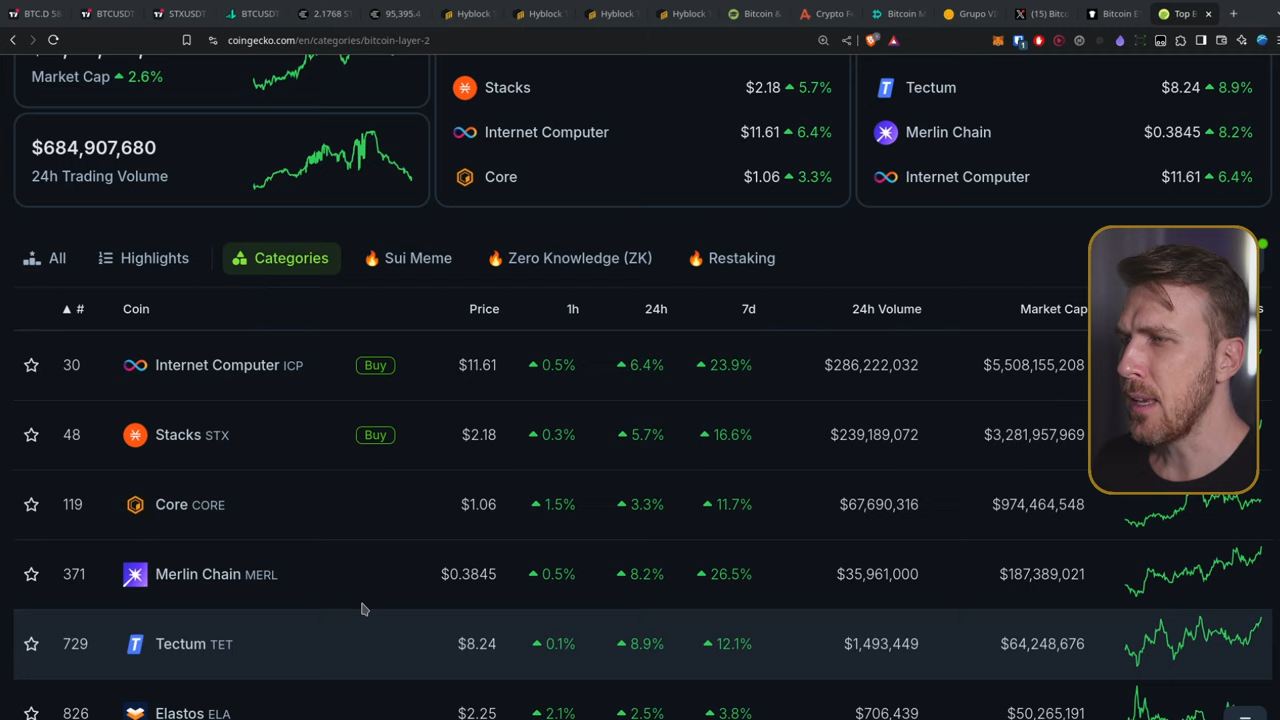 BTC.D 58
BTCUSDT
STXUSDT
BTCUSD
2.1768 S
95,395.4
Hyblock
Hyblock
Hyblock
Hyblock
Bitcoin &
Crypto F
Bitcoin M
Grupo V
(15) Bitc
Bitcoin E
Top B
coingecko.com/en/categories/bitcoin-layer-2
Market Cap ▲ 2.6%
$684,907,680
24h Trading Volume
Stacks $2.18 ▲ 5.7%
Internet Computer $11.61 ▲ 6.4%
Core $1.06 ▲ 3.3%
Tectum $8.24 ▲ 8.9%
Merlin Chain $0.3845 ▲ 8.2%
Internet Computer $11.61 ▲ 6.4%
All Highlights Categories Sui Meme Zero Knowledge (ZK) Restaking
▲ # Coin Price 1h 24h 7d 24h Volume Market Cap
30 Internet Computer ICP Buy $11.61 ▲ 0.5% ▲ 6.4% ▲ 23.9% $286,222,032 $5,508,155,208
48 Stacks STX Buy $2.18 ▲ 0.3% ▲ 5.7% ▲ 16.6% $239,189,072 $3,281,957,969
119 Core CORE $1.06 ▲ 1.5% ▲ 3.3% ▲ 11.7% $67,690,316 $974,464,548
371 Merlin Chain MERL $0.3845 ▲ 0.5% ▲ 8.2% ▲ 26.5% $35,961,000 $187,389,021
729 Tectum TET $8.24 ▲ 0.1% ▲ 8.9% ▲ 12.1% $1,493,449 $64,248,676
826 Elastos ELA $2.25 ▲ 2.1% ▲ 2.5% ▲ 3.8% $706,439 $50,265,191